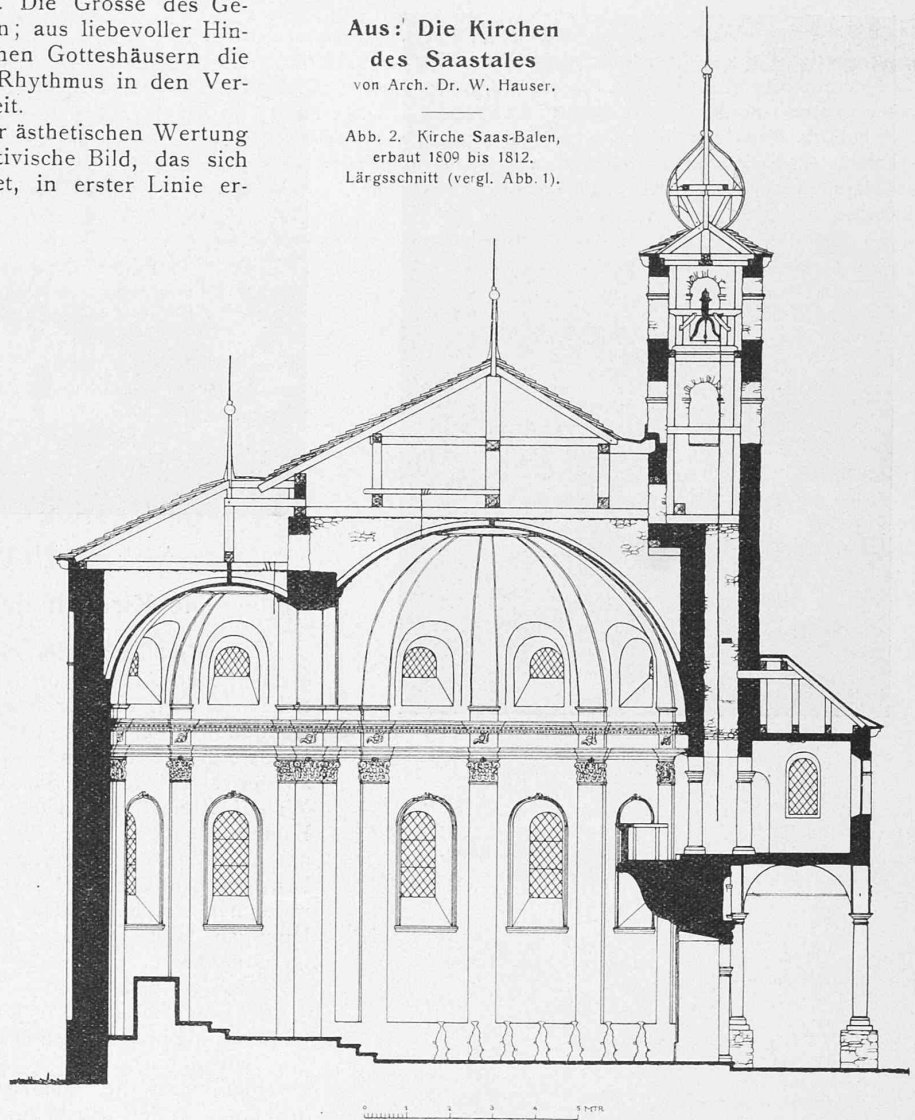 . Die Grösse des Ge-
n; aus liebevoller Hin-
nen Gotteshäusern die
Rhythmus in den Ver-
eit.
r ästhetischen Wertung
tivische Bild, das sich
et, in erster Linie er-
Aus: Die Kirchen
des Saastales
von Arch. Dr. W. Hauser.
Abb. 2. Kirche Saas-Balen,
erbaut 1809 bis 1812.
Lärgsschnitt (vergl. Abb. 1).
0 1 2 3 4 5 MTR